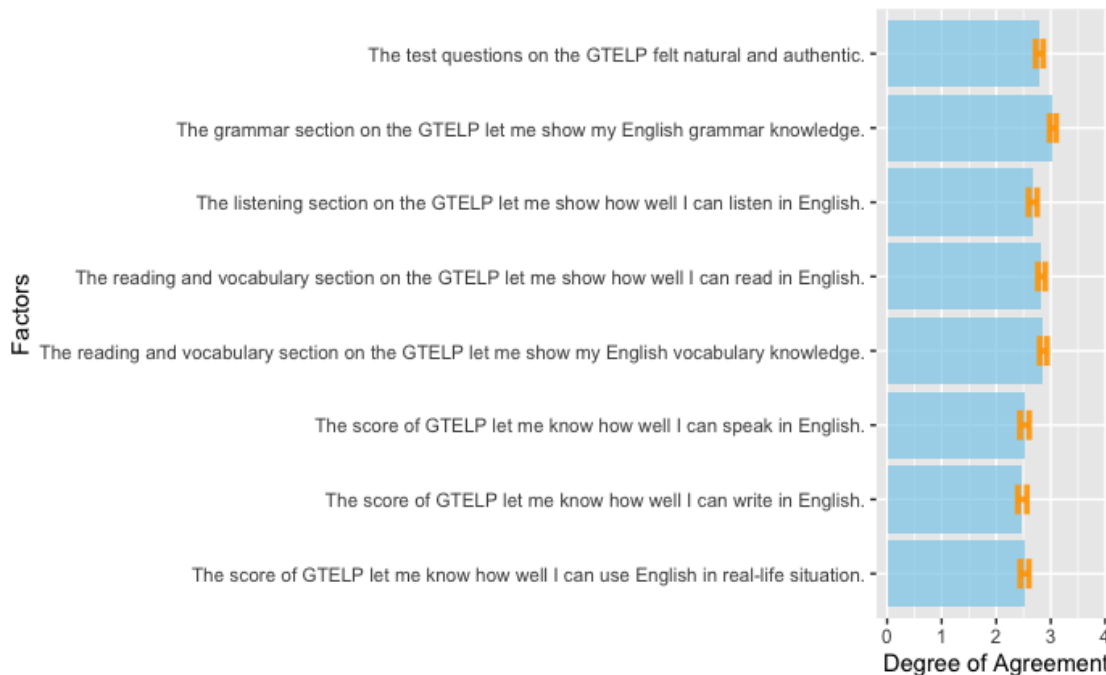 The test questions on the GTELP felt natural and authentic.
The grammar section on the GTELP let me show my English grammar knowledge.
The listening section on the GTELP let me show how well I can listen in English.
The reading and vocabulary section on the GTELP let me show how well I can read in English.
The reading and vocabulary section on the GTELP let me show my English vocabulary knowledge.
The score of GTELP let me know how well I can speak in English.
The score of GTELP let me know how well I can write in English.
The score of GTELP let me know how well I can use English in real-life situation.
Factors
0 1 2 3 4
Degree of Agreement